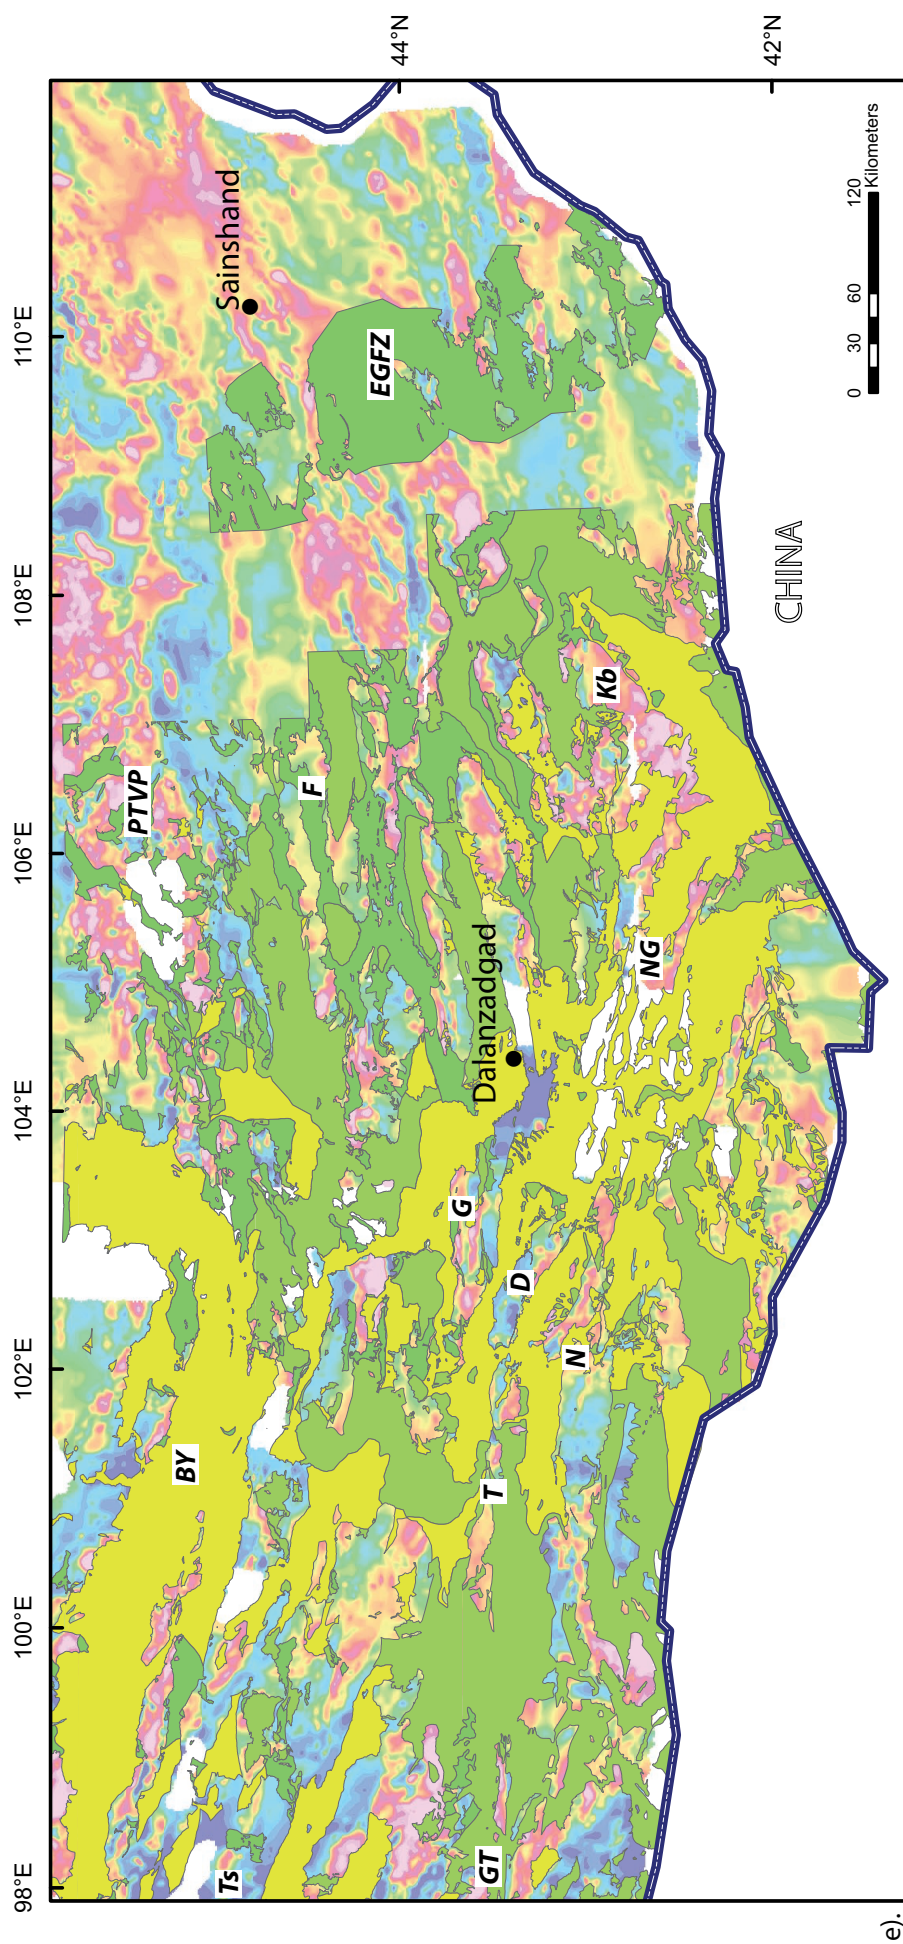 98°E
100°E
102°E
104°E
106°E
108°E
110°E
44°N
42°N
PTVP
Sainshand
BY
F
EGFZ
Ts
G
Dalanzadgad
D
T
GT
N
NG
Kb
CHINA
0 30 60 120
Kilometers
e).